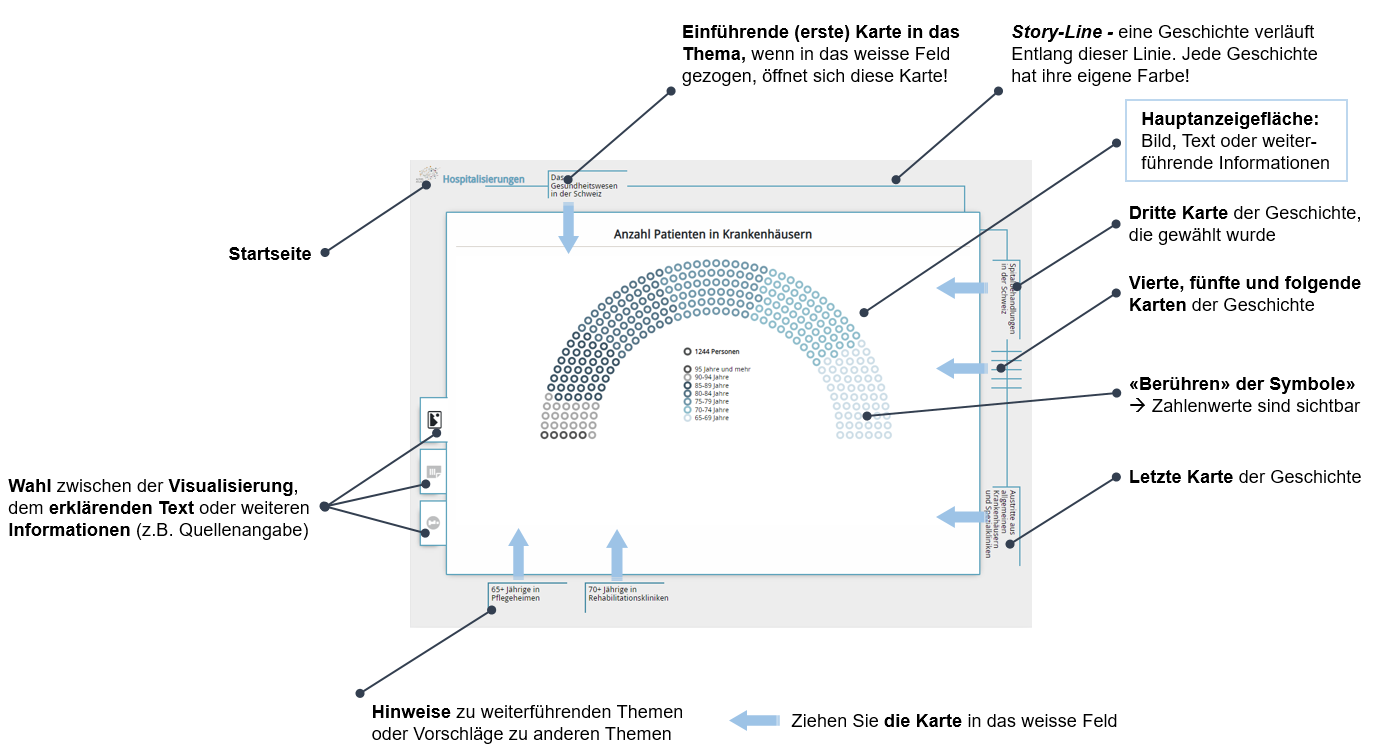 Einführende (erste) Karte in das
Thema, wenn in das weisse Feld
gezogen, öffnet sich diese Karte!
Story-Line - eine Geschichte verläuft
Entlang dieser Linie. Jede Geschichte
hat ihre eigene Farbe!
Hauptanzeigefläche:
Bild, Text oder weiter-
führende Informationen
Hospitalisierungen
Das
Gesundheitswesen
in der Schweiz
Startseite
Anzahl Patienten in Krankenhäusern
Dritte Karte der Geschichte,
die gewählt wurde
Spitalbehandlungen
in der Schweiz
Vierte, fünfte und folgende
Karten der Geschichte
1244 Personen
95 Jahre und mehr
90-94 Jahre
85-89 Jahre
80-84 Jahre
75-79 Jahre
70-74 Jahre
65-69 Jahre
«Berühren» der Symbole»
→ Zahlenwerte sind sichtbar
Letzte Karte der Geschichte
Austritte aus
allgemeinen
Krankenhäusern
und Spezialkliniken
Wahl zwischen der Visualisierung,
dem erklärenden Text oder weiteren
Informationen (z.B. Quellenangabe)
65+ Jährige in
Pflegeheimen
70+ Jährige in
Rehabilitationskliniken
Hinweise zu weiterführenden Themen
oder Vorschläge zu anderen Themen
Ziehen Sie die Karte in das weisse Feld